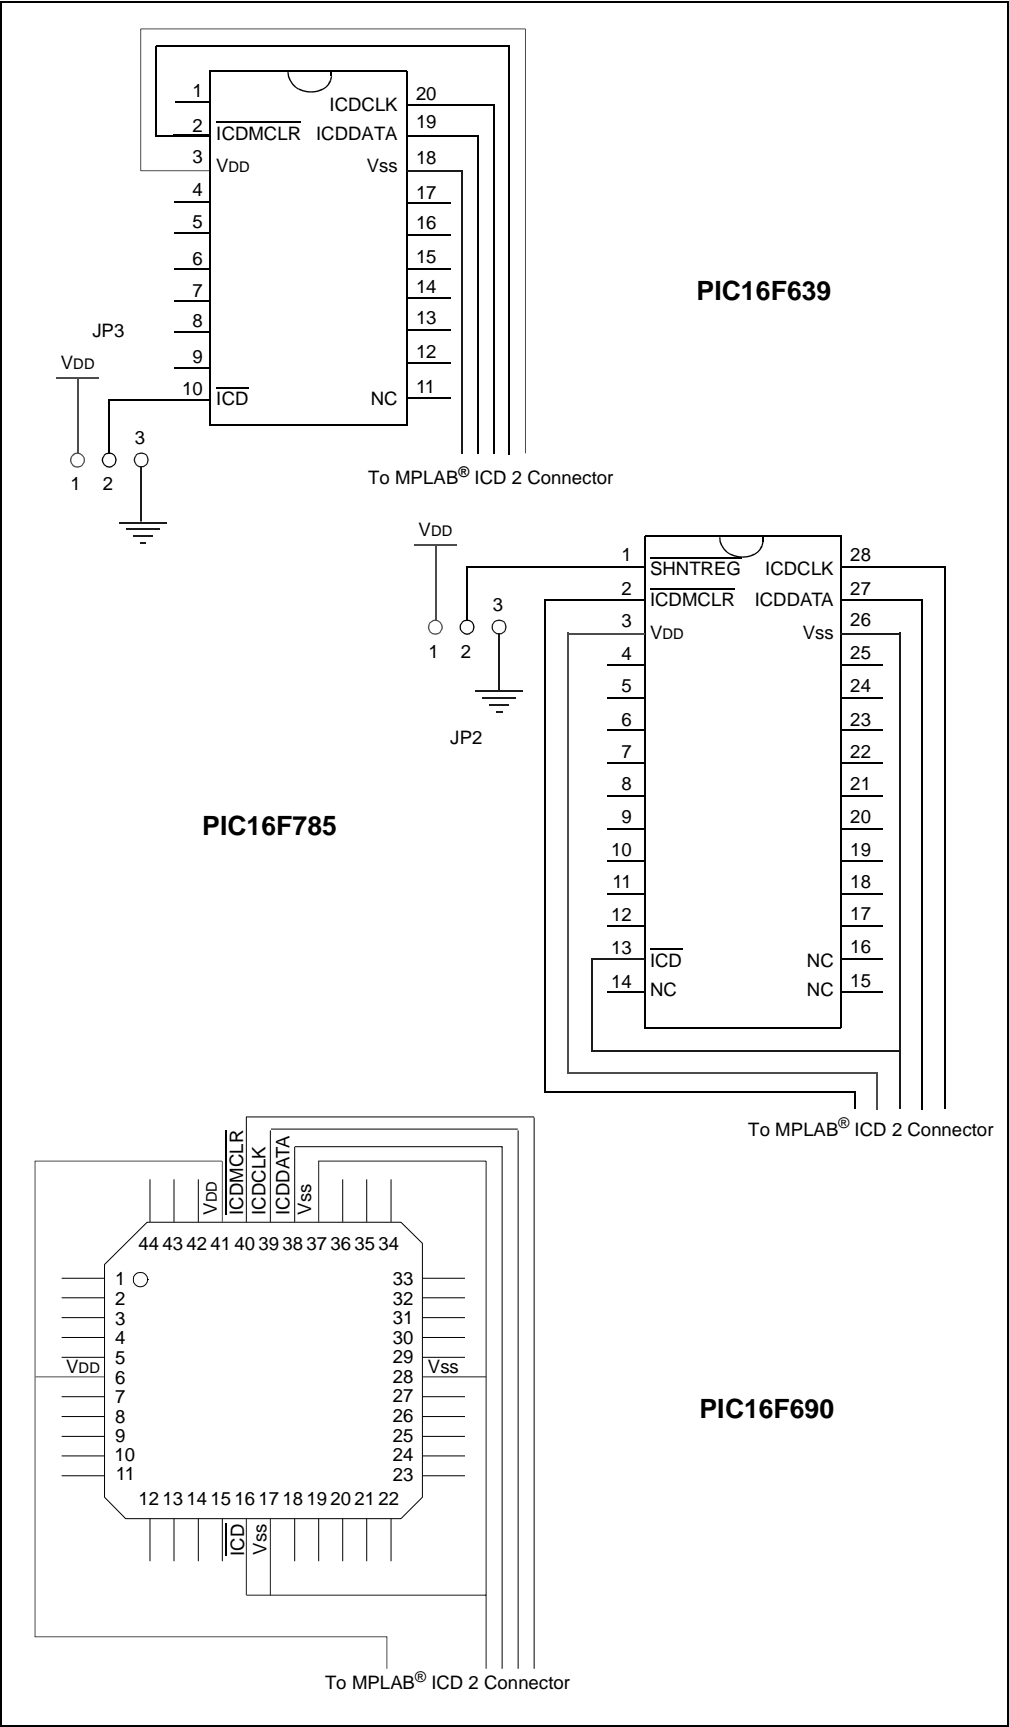 1
2
3
4
5
6
7
8
9
10
ICDMCLR
VDD
ICD
ICDCLK
ICDDATA
Vss
NC
20
19
18
17
16
15
14
13
12
11
PIC16F639
JP3
VDD
1 2 3
To MPLAB® ICD 2 Connector
VDD
1 2 3
JP2
1
2
3
4
5
6
7
8
9
10
11
12
13
14
SHNTREG
ICDMCLR
VDD
ICD
NC
ICDCLK
ICDDATA
Vss
NC
NC
28
27
26
25
24
23
22
21
20
19
18
17
16
15
PIC16F785
To MPLAB® ICD 2 Connector
VDD
ICDMCLR
ICDCLK
ICDDATA
Vss
44 43 42 41 40 39 38 37 36 35 34
1
2
3
4
5
VDD
6
7
8
9
10
11
33
32
31
30
29
Vss
28
27
26
25
24
23
12 13 14 15 16 17 18 19 20 21 22
ICD
Vss
PIC16F690
To MPLAB® ICD 2 Connector